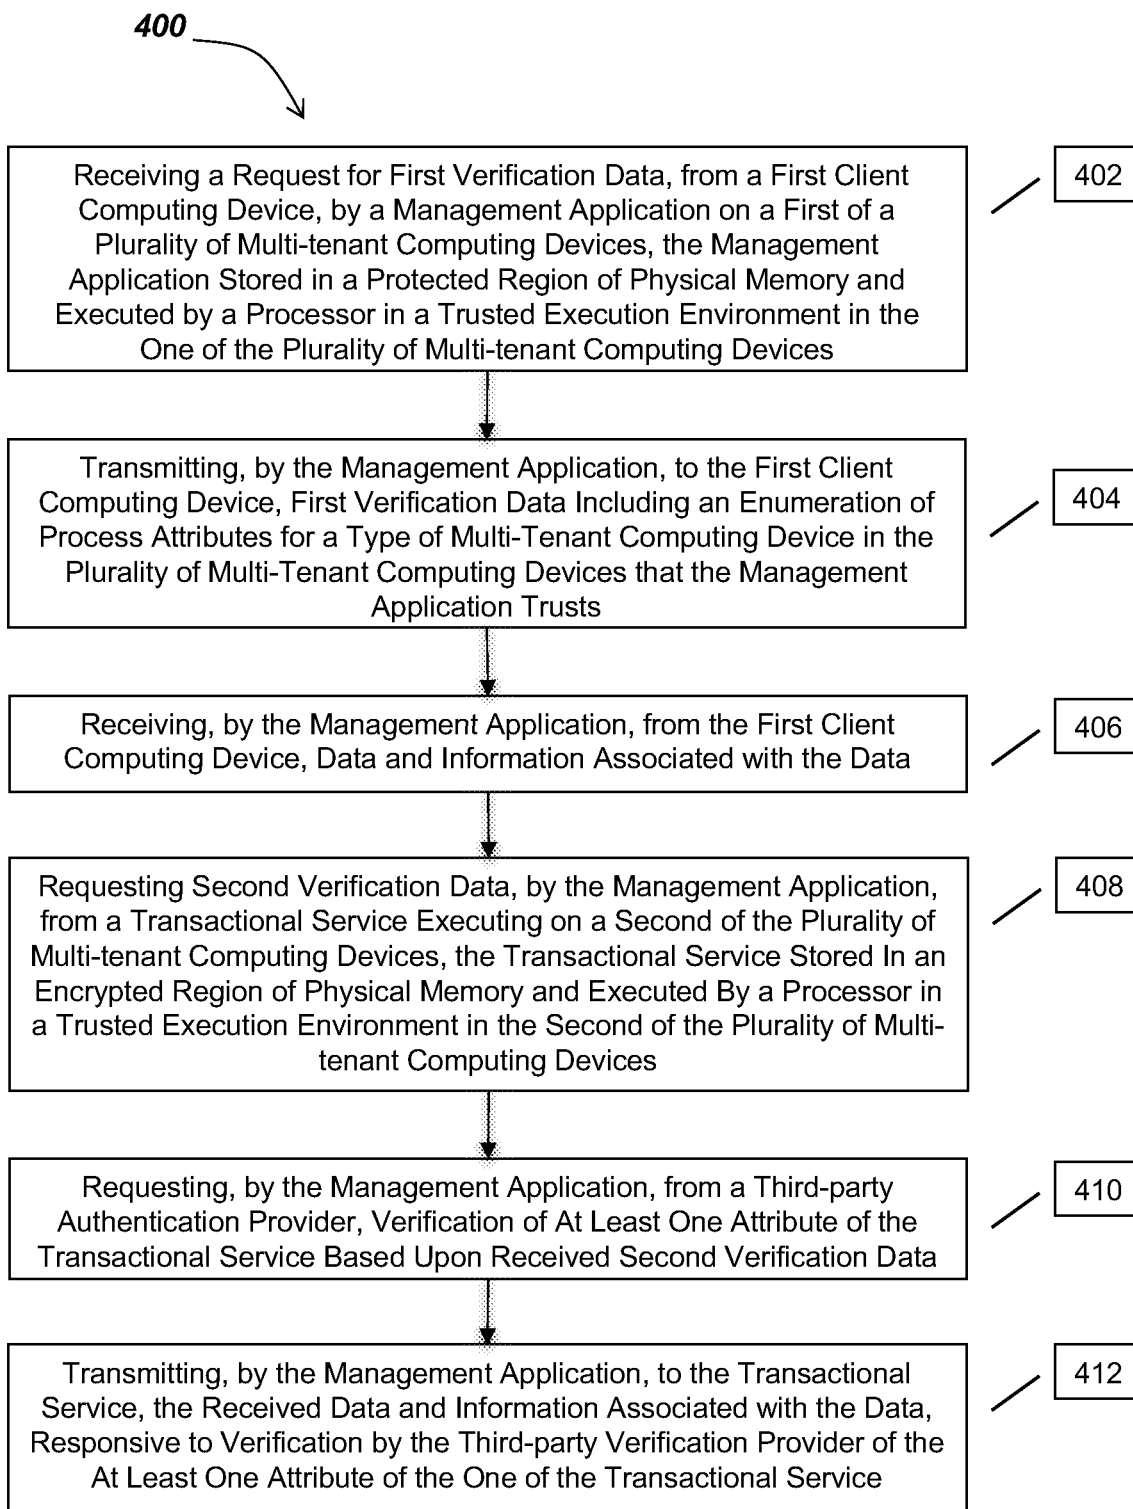 400
Receiving a Request for First Verification Data, from a First Client
Computing Device, by a Management Application on a First of a
Plurality of Multi-tenant Computing Devices, the Management
Application Stored in a Protected Region of Physical Memory and
Executed by a Processor in a Trusted Execution Environment in the
One of the Plurality of Multi-tenant Computing Devices
402
Transmitting, by the Management Application, to the First Client
Computing Device, First Verification Data Including an Enumeration of
Process Attributes for a Type of Multi-Tenant Computing Device in the
Plurality of Multi-Tenant Computing Devices that the Management
Application Trusts
404
Receiving, by the Management Application, from the First Client
Computing Device, Data and Information Associated with the Data
406
Requesting Second Verification Data, by the Management Application,
from a Transactional Service Executing on a Second of the Plurality of
Multi-tenant Computing Devices, the Transactional Service Stored In an
Encrypted Region of Physical Memory and Executed By a Processor in
a Trusted Execution Environment in the Second of the Plurality of Multi-
tenant Computing Devices
408
Requesting, by the Management Application, from a Third-party
Authentication Provider, Verification of At Least One Attribute of the
Transactional Service Based Upon Received Second Verification Data
410
Transmitting, by the Management Application, to the Transactional
Service, the Received Data and Information Associated with the Data,
Responsive to Verification by the Third-party Verification Provider of the
At Least One Attribute of the One of the Transactional Service
412